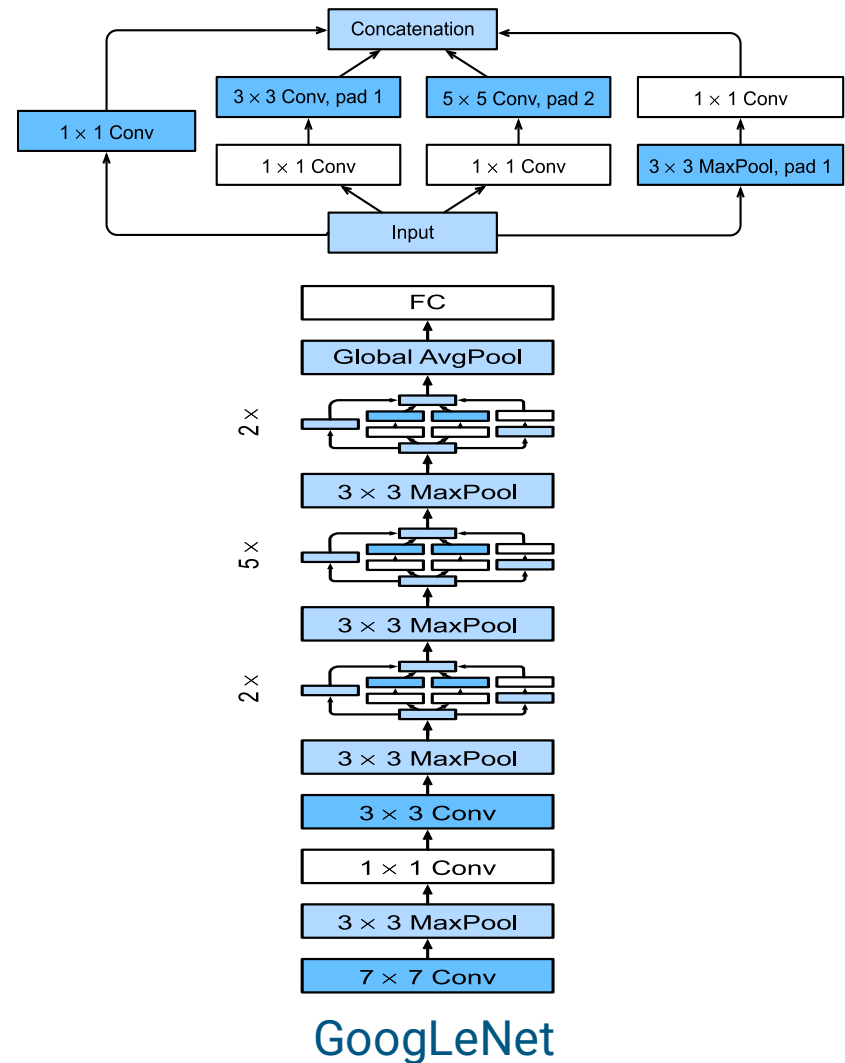 Concatenation
3 × 3 Conv, pad 1
5 × 5 Conv, pad 2
1 × 1 Conv
1 × 1 Conv
1 × 1 Conv
1 × 1 Conv
3 × 3 MaxPool, pad 1
Input
FC
Global AvgPool
2 ×
3 × 3 MaxPool
5 ×
3 × 3 MaxPool
2 ×
3 × 3 MaxPool
3 × 3 Conv
1 × 1 Conv
3 × 3 MaxPool
7 × 7 Conv
GoogLeNet